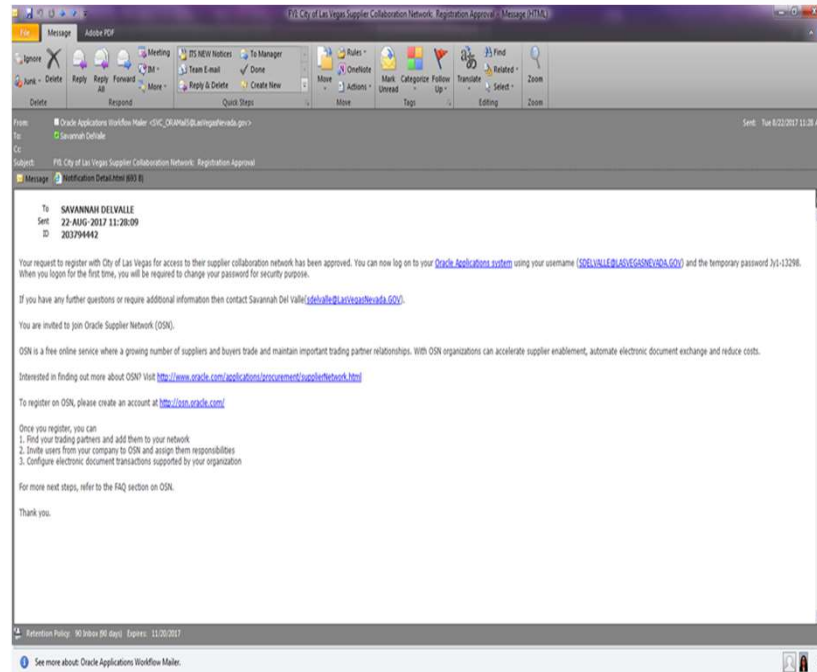 FYI: City of Las Vegas Supplier Collaboration Network: Registration Approval - Message (HTML)
File Message Adobe PDF
Ignore
Junk
Delete
Reply
Reply All
Forward
Meeting
IM
More
ITS NEW Notices
Team E-mail
Reply & Delete
To Manager
Done
Create New
Move
Rules
OneNote
Actions
Mark Unread
Categorize
Follow Up
Translate
Find
Related
Select
Zoom
Delete Respond Quick Steps Move Tags Editing Zoom
From: Oracle Applications Workflow Mailer <SVC_ORAMail5@LasVegasNevada.gov> Sent: Tue 8/22/2017 11:28 A
To: Savannah DelValle
Cc:
Subject: FYI: City of Las Vegas Supplier Collaboration Network: Registration Approval
Message Notification Detail.html (693 B)
To SAVANNAH DELVALLE
Sent 22-AUG-2017 11:28:09
ID 203794442
Your request to register with City of Las Vegas for access to their supplier collaboration network has been approved. You can now log on to your Oracle Applications system using your username (SDELVALLE@LASVEGASNEVADA.GOV) and the temporary password Jy1-13298.
When you logon for the first time, you will be required to change your password for security purpose.
If you have any further questions or require additional information then contact Savannah Del Valle(sdelvalle@LasVegasNevada.GOV).
You are invited to join Oracle Supplier Network (OSN).
OSN is a free online service where a growing number of suppliers and buyers trade and maintain important trading partner relationships. With OSN organizations can accelerate supplier enablement, automate electronic document exchange and reduce costs.
Interested in finding out more about OSN? Visit http://www.oracle.com/applications/procurement/supplierNetwork.html
To register on OSN, please create an account at http://osn.oracle.com/
Once you register, you can
1. Find your trading partners and add them to your network
2. Invite users from your company to OSN and assign them responsibilities
3. Configure electronic document transactions supported by your organization
For more next steps, refer to the FAQ section on OSN.
Thank you.
Retention Policy: 90 Inbox (90 days) Expires: 11/20/2017
See more about: Oracle Applications Workflow Mailer.